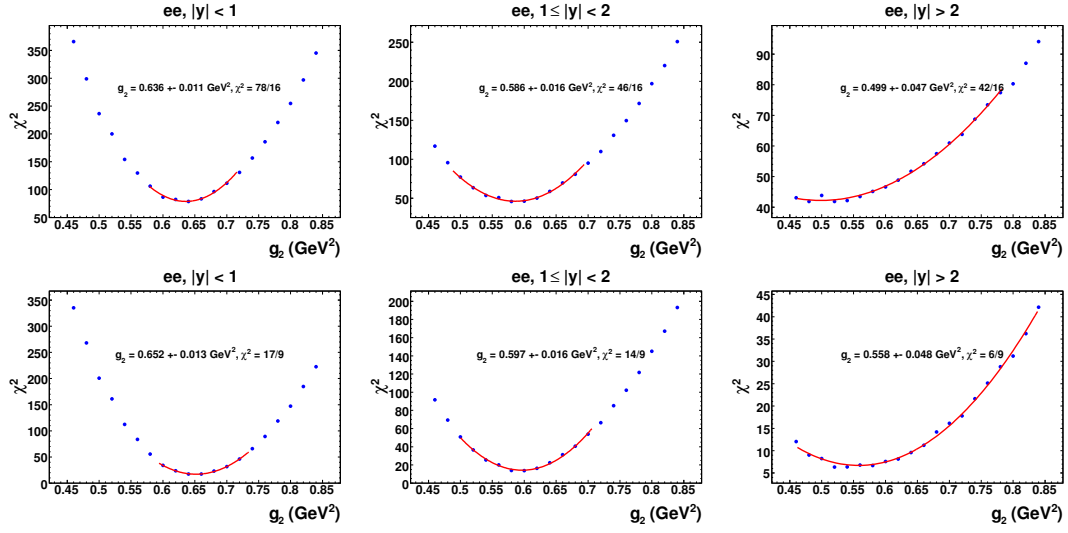 ee, |y| < 1
χ²
350
300
250
200
150
100
50
g₂ = 0.636 +- 0.011 GeV², χ² = 78/16
0.45 0.5 0.55 0.6 0.65 0.7 0.75 0.8 0.85
g₂ (GeV²)
ee, 1 ≤ |y| < 2
χ²
250
200
150
100
50
g₂ = 0.586 +- 0.016 GeV², χ² = 46/16
0.45 0.5 0.55 0.6 0.65 0.7 0.75 0.8 0.85
g₂ (GeV²)
ee, |y| > 2
χ²
90
80
70
60
50
40
g₂ = 0.499 +- 0.047 GeV², χ² = 42/16
0.45 0.5 0.55 0.6 0.65 0.7 0.75 0.8 0.85
g₂ (GeV²)
ee, |y| < 1
χ²
350
300
250
200
150
100
50
0
g₂ = 0.652 +- 0.013 GeV², χ² = 17/9
0.45 0.5 0.55 0.6 0.65 0.7 0.75 0.8 0.85
g₂ (GeV²)
ee, 1 ≤ |y| < 2
χ²
200
180
160
140
120
100
80
60
40
20
0
g₂ = 0.597 +- 0.016 GeV², χ² = 14/9
0.45 0.5 0.55 0.6 0.65 0.7 0.75 0.8 0.85
g₂ (GeV²)
ee, |y| > 2
χ²
45
40
35
30
25
20
15
10
5
g₂ = 0.558 +- 0.048 GeV², χ² = 6/9
0.45 0.5 0.55 0.6 0.65 0.7 0.75 0.8 0.85
g₂ (GeV²)